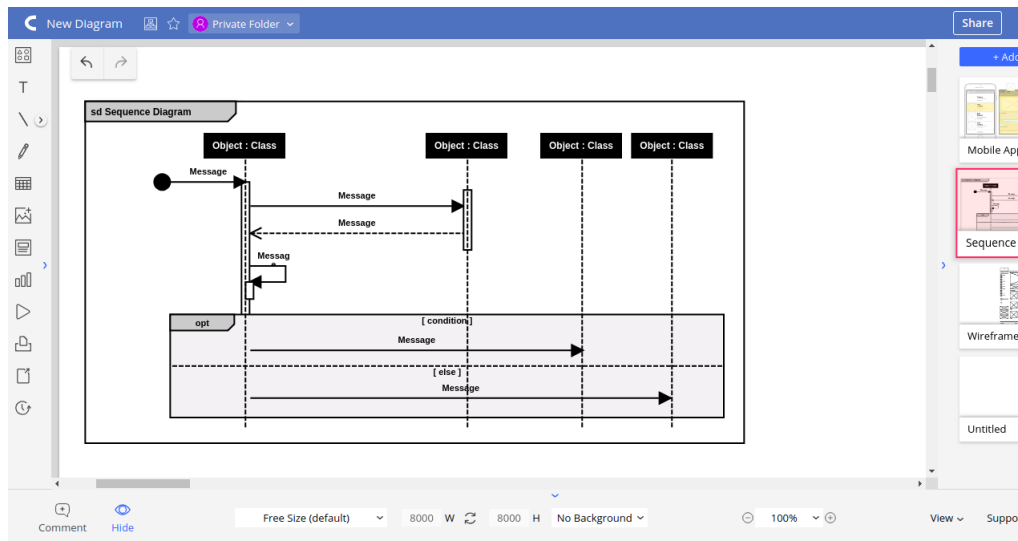 New Diagram
Private Folder
Share
+ Add
sd Sequence Diagram
Object : Class
Object : Class
Object : Class
Object : Class
Message
Message
Message
Messag
opt
[ condition ]
Message
[ else ]
Message
Mobile Ap
Sequence
Wireframe
Untitled
Comment
Hide
Free Size (default)
8000 W
8000 H
No Background
100%
View
Suppo